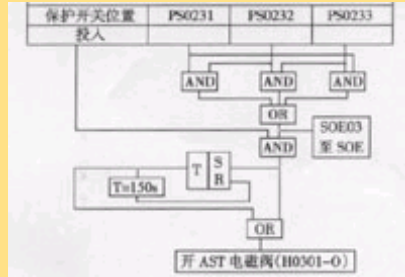 保护开关位置 PS0231 PS0232 PS0233
投入
AND AND AND
OR
SOE03
AND 至 SOE
T S
R
T=150s
OR
开 AST 电磁阀(H0301-O)